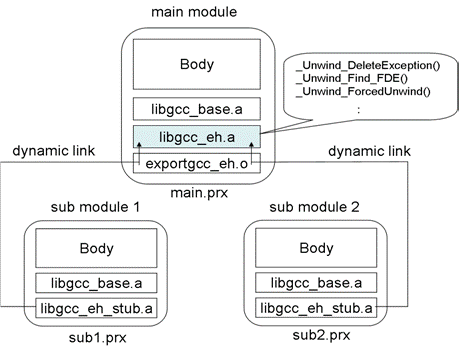 main module
Body
libgcc_base.a
libgcc_eh.a
exportgcc_eh.o
main.prx
_Unwind_DeleteException()
_Unwind_Find_FDE()
_Unwind_ForcedUnwind()
:
dynamic link
dynamic link
sub module 1
Body
libgcc_base.a
libgcc_eh_stub.a
sub1.prx
sub module 2
Body
libgcc_base.a
libgcc_eh_stub.a
sub2.prx